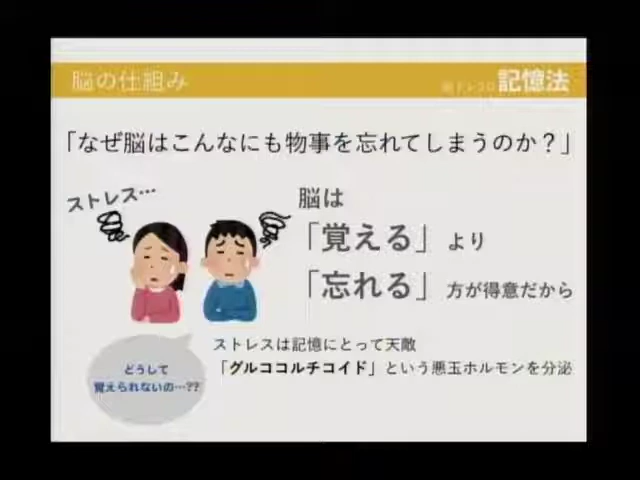 脳の仕組み
記憶法
「なぜ脳はこんなにも物事を忘れてしまうのか？」
ストレス…
脳は
「覚える」より
「忘れる」方が得意だから
どうして
覚えられないの…??
ストレスは記憶にとって天敵
「グルココルチコイド」という悪玉ホルモンを分泌